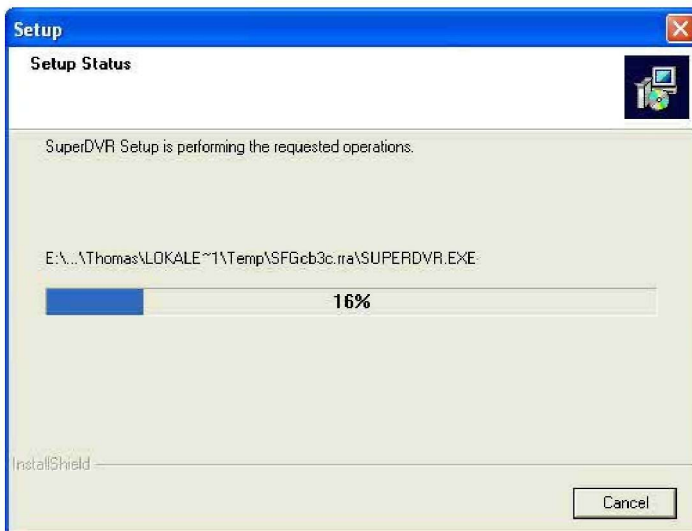 Setup
Setup Status
SuperDVR Setup is performing the requested operations.
E:\...\Thomas\LOKALE~1\Temp\SFGcb3c.rra\SUPERDVR.EXE
16%
InstallShield
Cancel